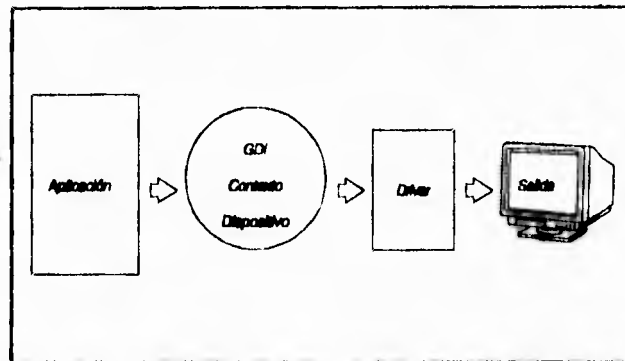 Aplicación
GDI
Contexto
Dispositivo
Driver
Salida